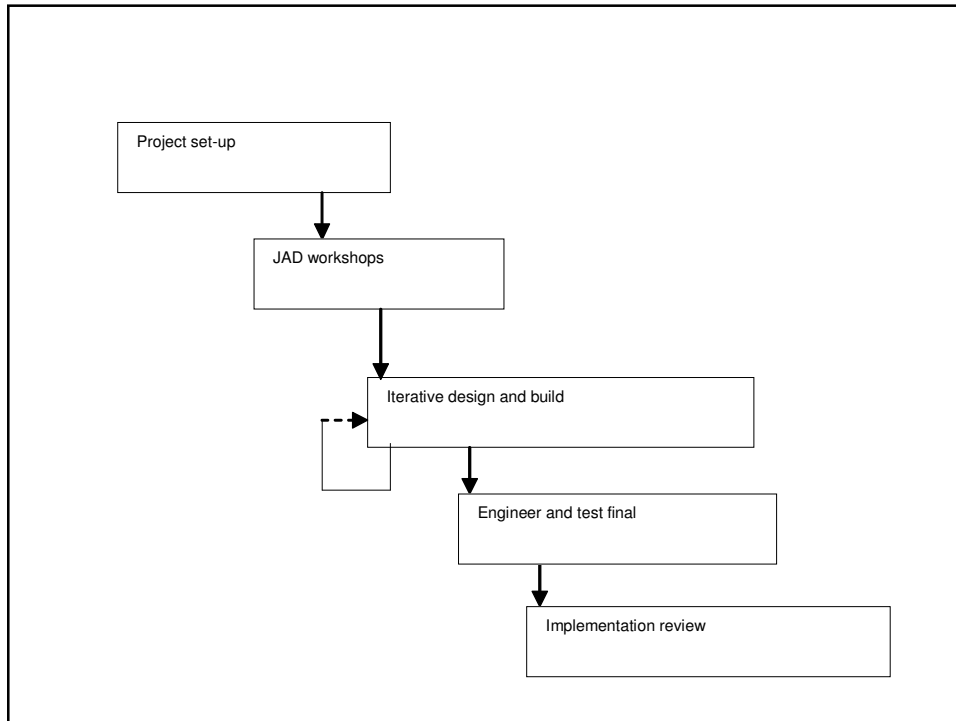 Project set-up
JAD workshops
Iterative design and build
Engineer and test final
Implementation review